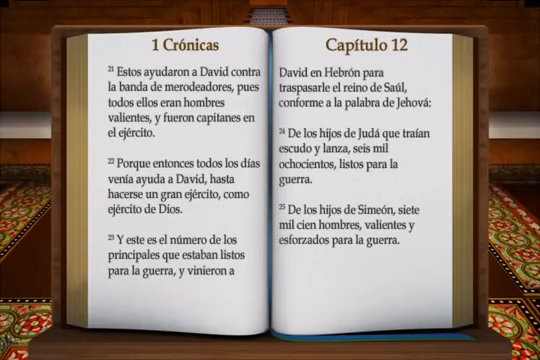 1 Crónicas
21 Estos ayudaron a David contra
la banda de merodeadores, pues
todos ellos eran hombres
valientes, y fueron capitanes en
el ejército.
22 Porque entonces todos los días
venía ayuda a David, hasta
hacerse un gran ejército, como
ejército de Dios.
23 Y este es el número de los
principales que estaban listos
para la guerra, y vinieron a
Capítulo 12
David en Hebrón para
traspasarle el reino de Saúl,
conforme a la palabra de Jehová:
24 De los hijos de Judá que traían
escudo y lanza, seis mil
ochocientos, listos para la
guerra.
25 De los hijos de Simeón, siete
mil cien hombres, valientes y
esforzados para la guerra.